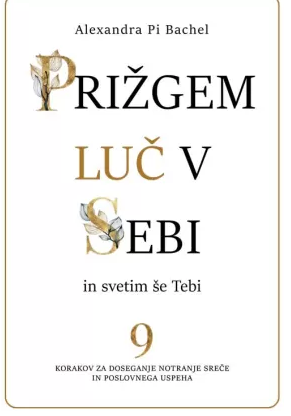 Alexandra Pi Bachel
PRIŽGEM
LUČ V
SEBI
in svetim še Tebi
9
KORAKOV ZA DOSEGANJE NOTRANJE SREČE
IN POSLOVNEGA USPEHA